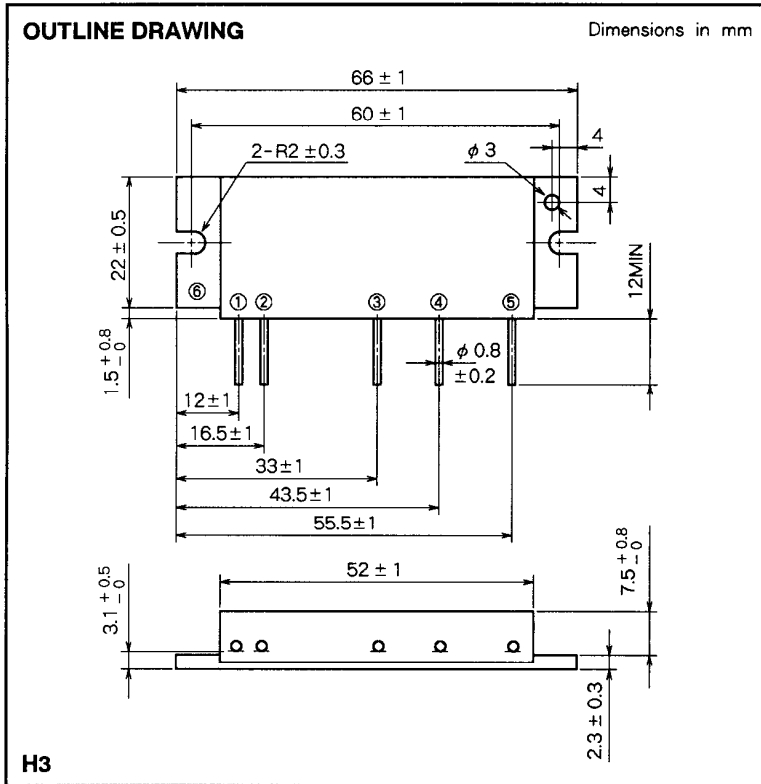 OUTLINE DRAWING
Dimensions in mm
66 ± 1
60 ± 1
4
2-R2 ±0.3
φ 3
4
22 ± 0.5
12MIN
⑥
① ② ③ ④ ⑤
1.5 +0.8 -0
φ 0.8
±0.2
12±1
16.5±1
33±1
43.5±1
55.5±1
52 ± 1
3.1 +0.5 -0
7.5 +0.8 -0
2.3 ± 0.3
H3